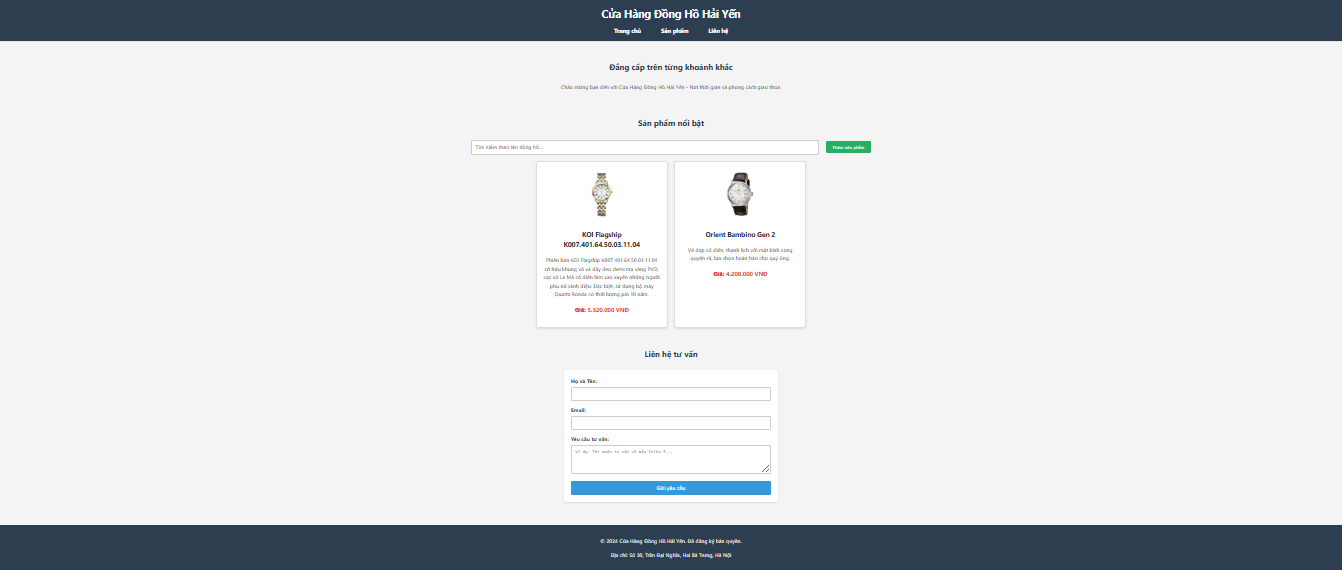 Cửa Hàng Đồng Hồ Hải Yến
Trang chủ Sản phẩm Liên hệ
Đẳng cấp trên từng khoảnh khắc
Chào mừng bạn đến với Cửa Hàng Đồng Hồ Hải Yến – Nơi thời gian và phong cách giao thoa.
Sản phẩm nổi bật
Tìm kiếm theo tên đồng hồ...
Thêm sản phẩm
KOI Flagship
K007.401.64.50.03.11.04
Phiên bản KOI Flagship K007.401.64.50.03.11.04
sở hữu khung vỏ và dây đeo demi mạ vàng PVD,
cọc số La Mã cổ điển làm xao xuyến những người
phụ nữ sành điệu. Đặc biệt, sử dụng bộ máy
Quartz Ronda có thời lượng pin 10 năm.
Giá: 5.320.000 VNĐ
Orient Bambino Gen 2
Vẻ đẹp cổ điển, thanh lịch với mặt kính cong
quyến rũ, lựa chọn hoàn hảo cho quý ông.
Giá: 4.200.000 VNĐ
Liên hệ tư vấn
Họ và Tên:
Email:
Yêu cầu tư vấn:
Ví dụ: Tôi muốn tư vấn về mẫu Seiko 5...
Gửi yêu cầu
© 2024 Cửa Hàng Đồng Hồ Hải Yến. Đã đăng ký bản quyền.
Địa chỉ: Số 30, Trần Đại Nghĩa, Hai Bà Trưng, Hà Nội